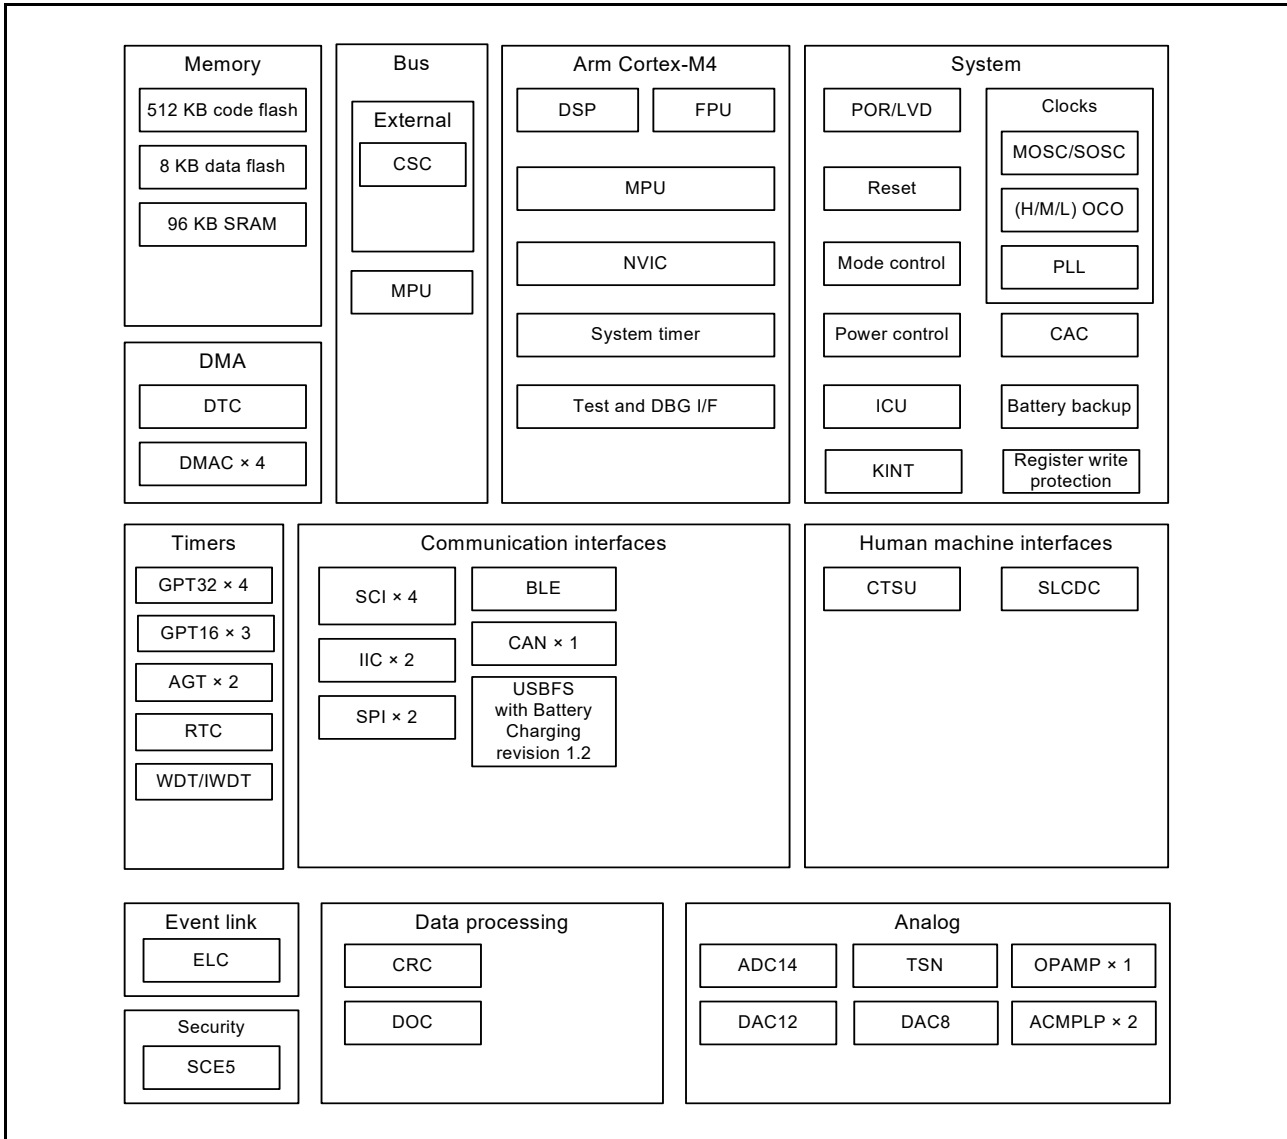 Memory
512 KB code flash
8 KB data flash
96 KB SRAM
DMA
DTC
DMAC × 4
Bus
External
CSC
MPU
Arm Cortex-M4
DSP
FPU
MPU
NVIC
System timer
Test and DBG I/F
System
POR/LVD
Reset
Mode control
Power control
ICU
KINT
Clocks
MOSC/SOSC
(H/M/L) OCO
PLL
CAC
Battery backup
Register write
protection
Timers
GPT32 × 4
GPT16 × 3
AGT × 2
RTC
WDT/IWDT
Communication interfaces
SCI × 4
IIC × 2
SPI × 2
BLE
CAN × 1
USBFS
with Battery
Charging
revision 1.2
Human machine interfaces
CTSU
SLCDC
Event link
ELC
Security
SCE5
Data processing
CRC
DOC
Analog
ADC14
TSN
OPAMP × 1
DAC12
DAC8
ACMPLP × 2